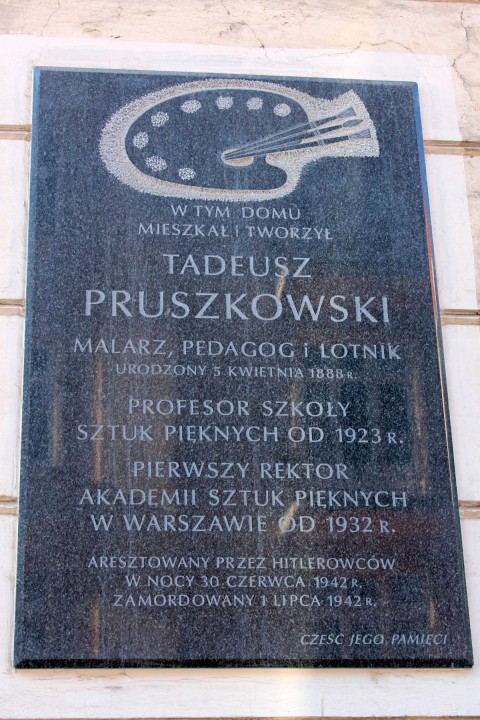 W TYM DOMU
MIESZKAŁ I TWORZYŁ
TADEUSZ
PRUSZKOWSKI
MALARZ, PEDAGOG i LOTNIK
URODZONY 5 KWIETNIA 1888 R.
PROFESOR SZKOŁY
SZTUK PIĘKNYCH OD 1923 R.
PIERWSZY REKTOR
AKADEMII SZTUK PIĘKNYCH
W WARSZAWIE OD 1932 R.
ARESZTOWANY PRZEZ HITLEROWCÓW
W NOCY 30 CZERWCA 1942 R.
ZAMORDOWANY 1 LIPCA 1942 R.
CZEŚĆ JEGO PAMIĘCI